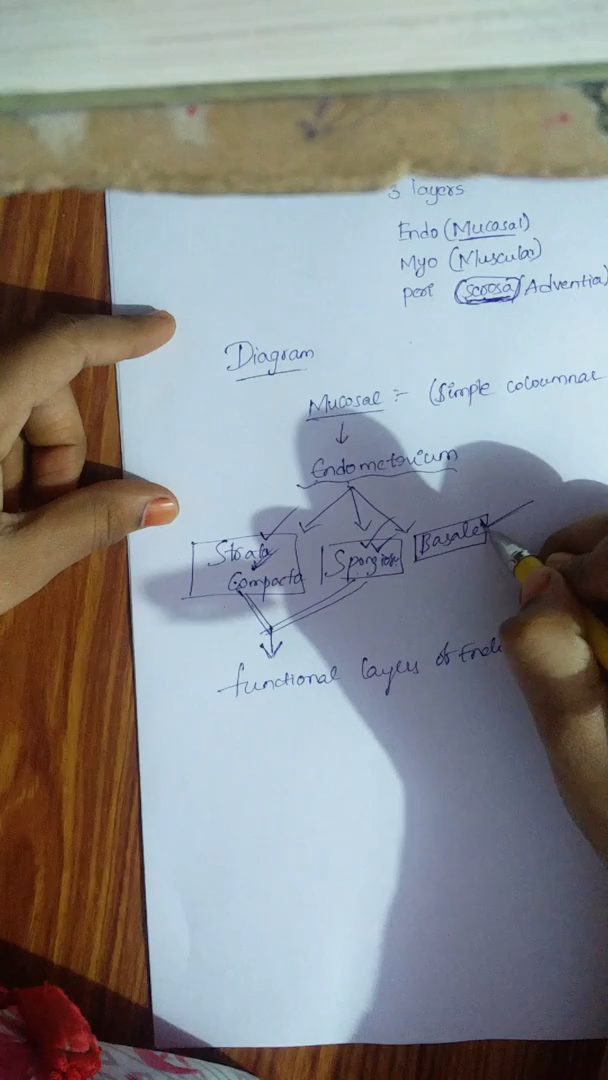 3 layers
Endo (Mucosal)
Myo (Muscular)
peri (scrosa/Adventia)
Diagram
Mucosal :- (simple coloumnar
Endometrium
Strata Spongiosa Basale
Compacta
functional layers of Endo